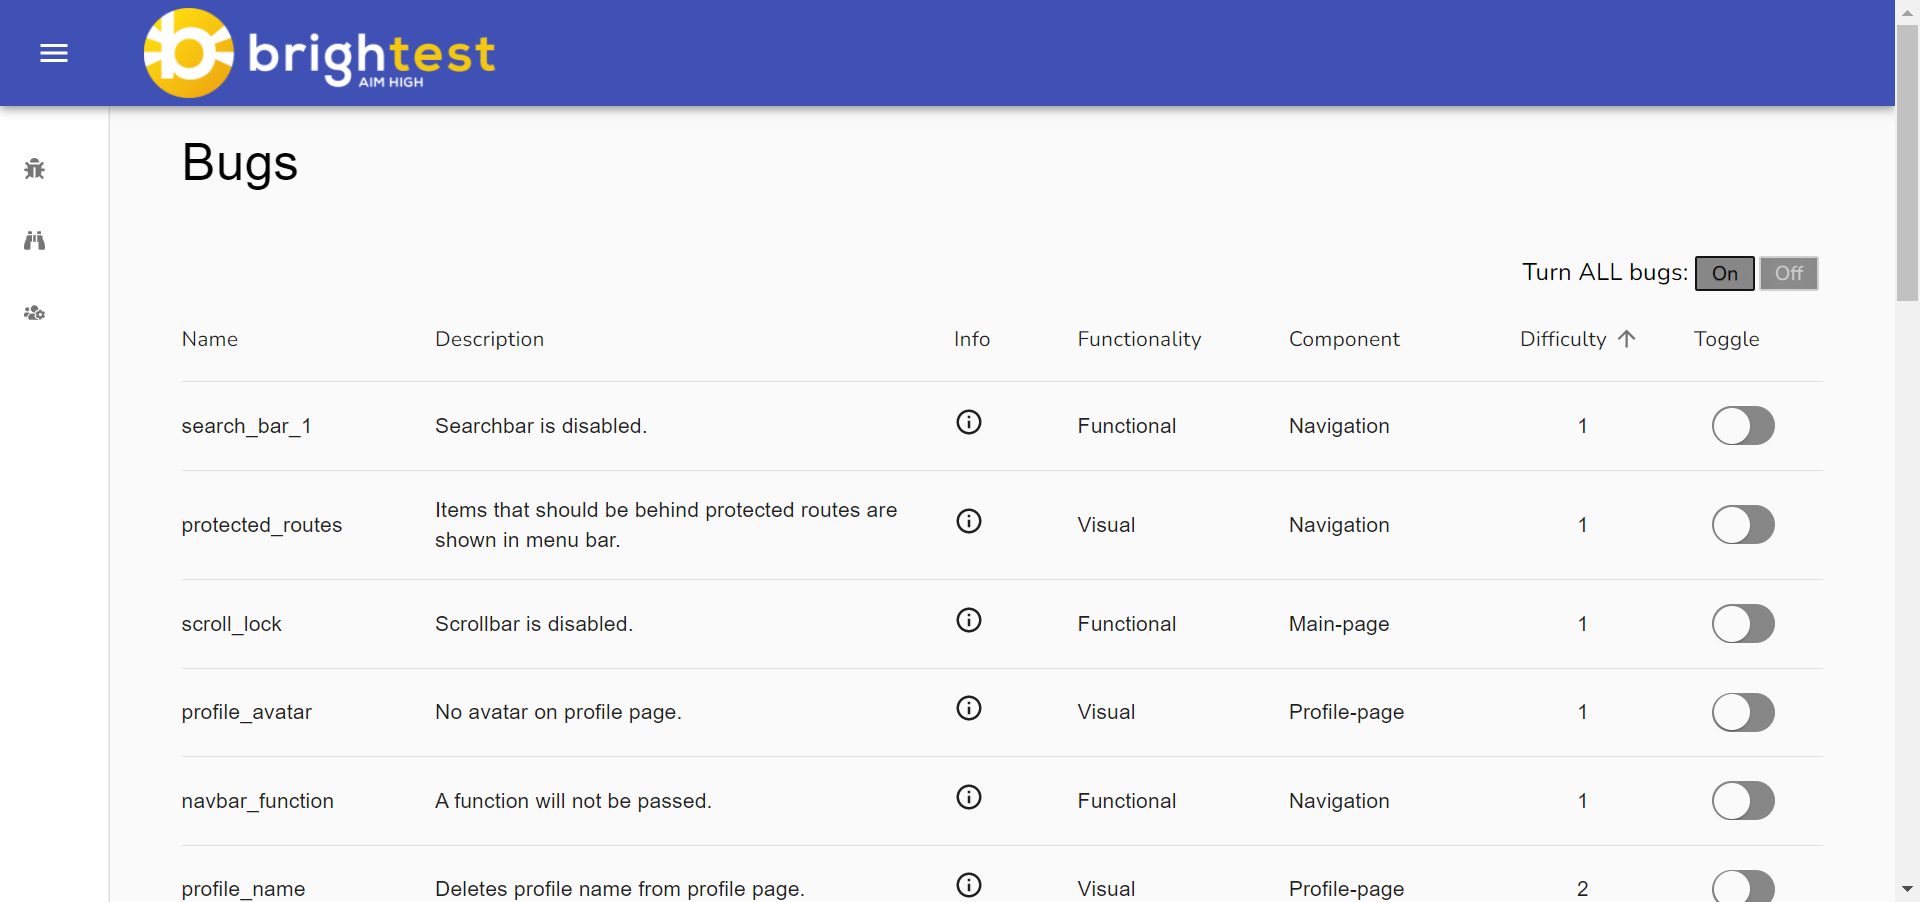 brightest
AIM HIGH
Bugs
Turn ALL bugs: On Off
Name Description Info Functionality Component Difficulty Toggle
search_bar_1 Searchbar is disabled. Functional Navigation 1
protected_routes Items that should be behind protected routes are shown in menu bar. Visual Navigation 1
scroll_lock Scrollbar is disabled. Functional Main-page 1
profile_avatar No avatar on profile page. Visual Profile-page 1
navbar_function A function will not be passed. Functional Navigation 1
profile_name Deletes profile name from profile page. Visual Profile-page 2